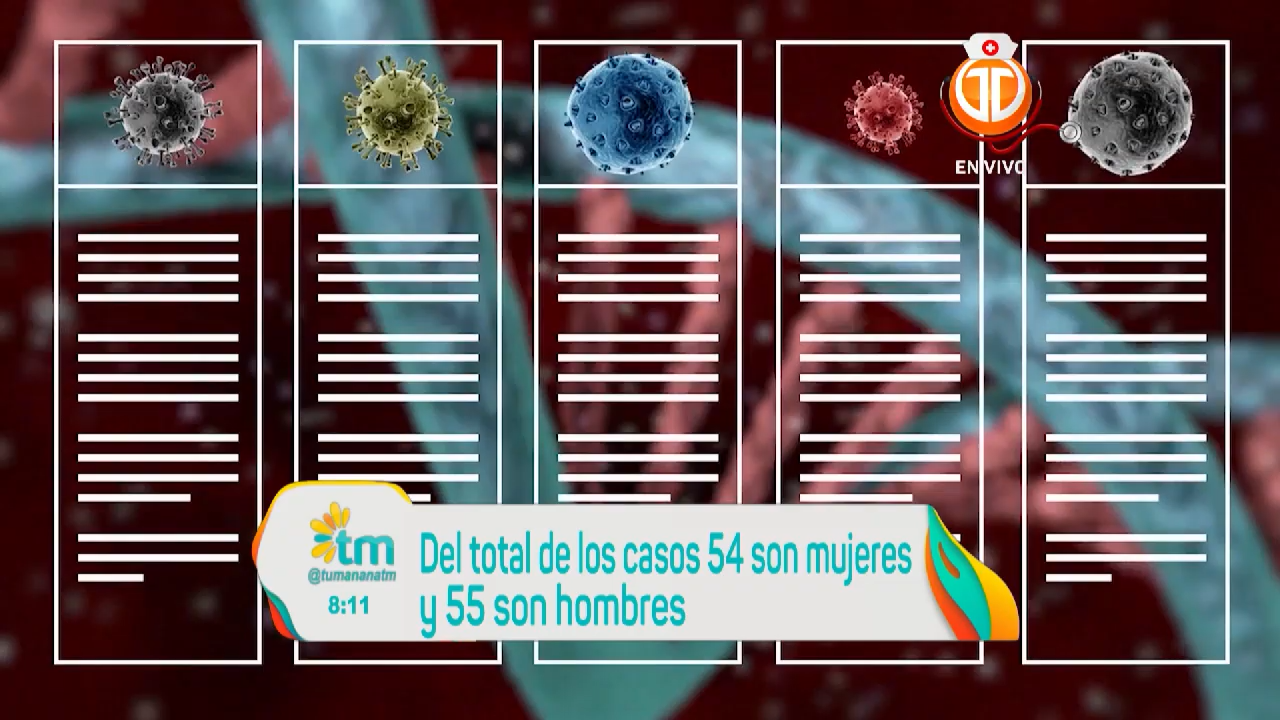 EN VIVO
tm
@tumananatm
8:11
Del total de los casos 54 son mujeres
y 55 son hombres